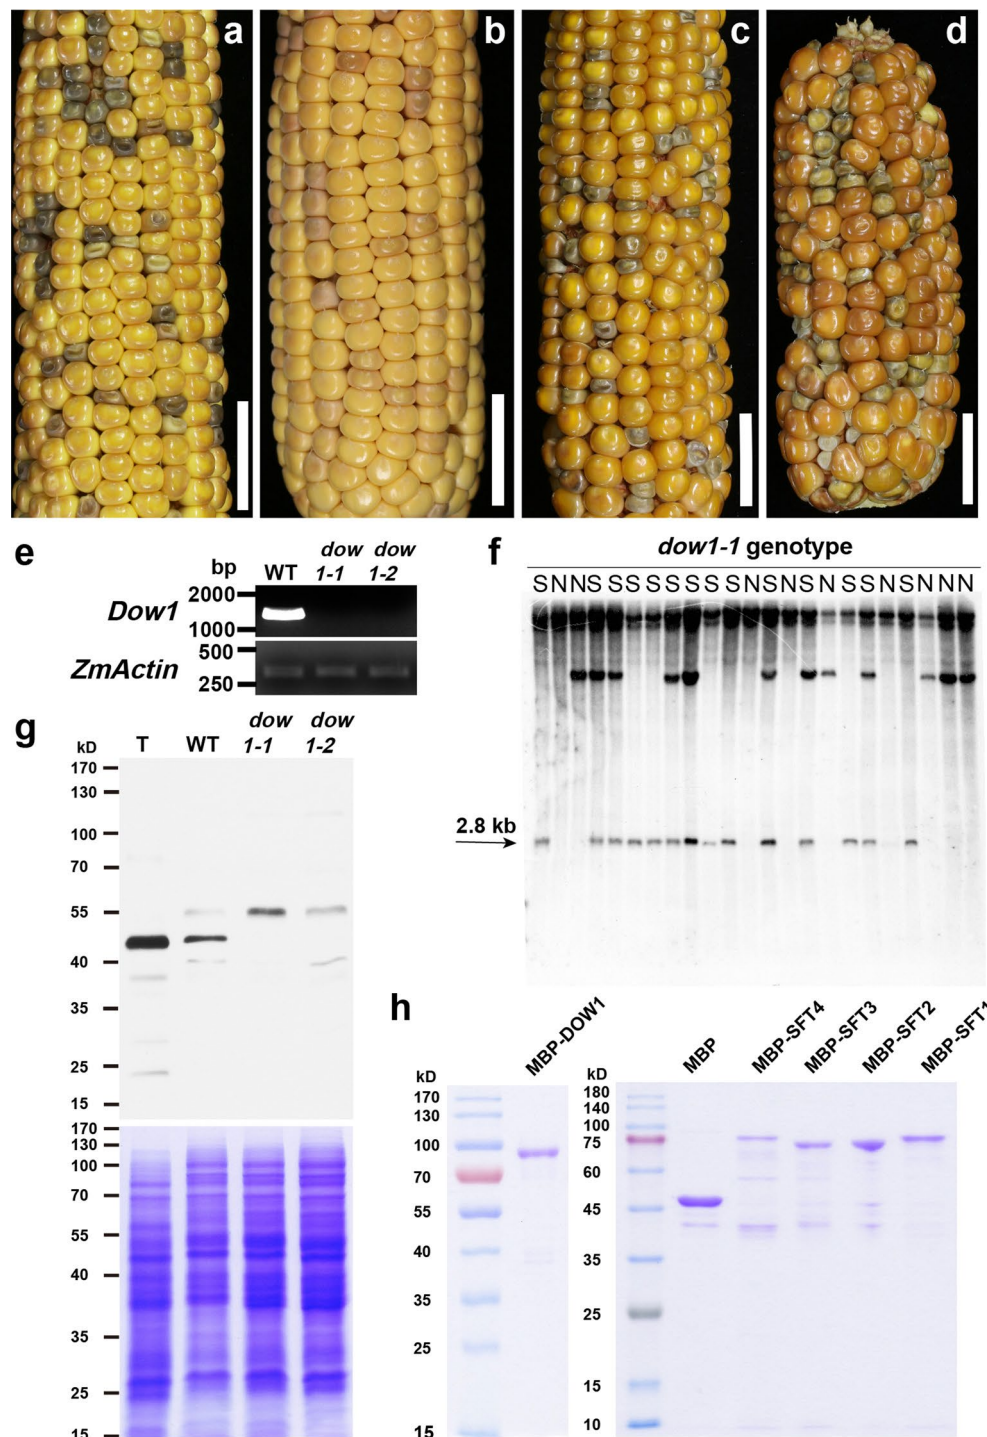 a b c d
e
bp WT dow 1-1 dow 1-2
Dow1
2000
1000
ZmActin
500
250
f
dow1-1 genotype
S N N S S S S S S S S N S N S N S S N S N N N
2.8 kb
g
kD T WT dow 1-1 dow 1-2
170
130
100
70
55
40
35
25
15
170
130
100
70
55
40
35
25
15
h
kD MBP-DOW1
170
130
100
70
55
40
35
25
15
kD MBP MBP-SFT4 MBP-SFT3 MBP-SFT2 MBP-SFT1
180
140
100
75
60
45
35
25
15
10